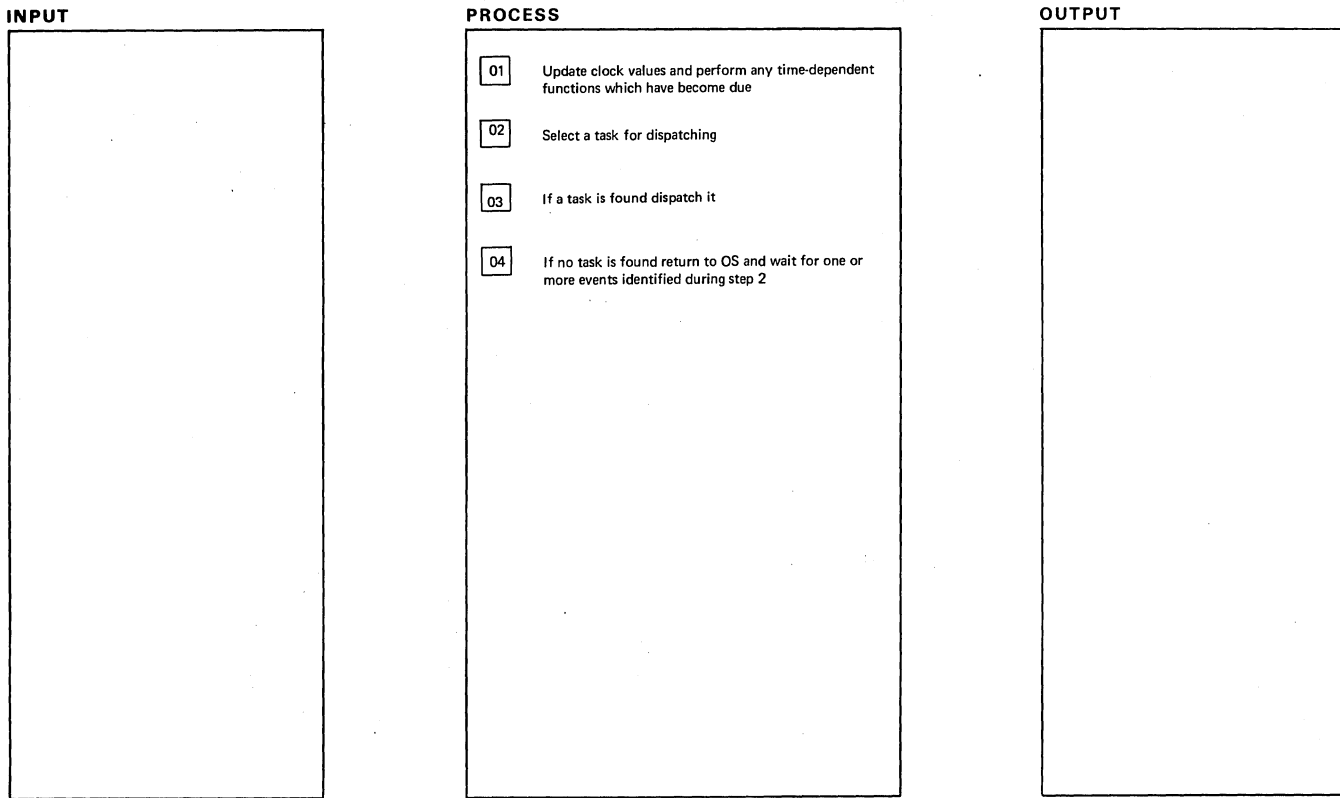 INPUT
PROCESS
OUTPUT
01 Update clock values and perform any time-dependent
functions which have become due
02 Select a task for dispatching
03 If a task is found dispatch it
04 If no task is found return to OS and wait for one or
more events identified during step 2